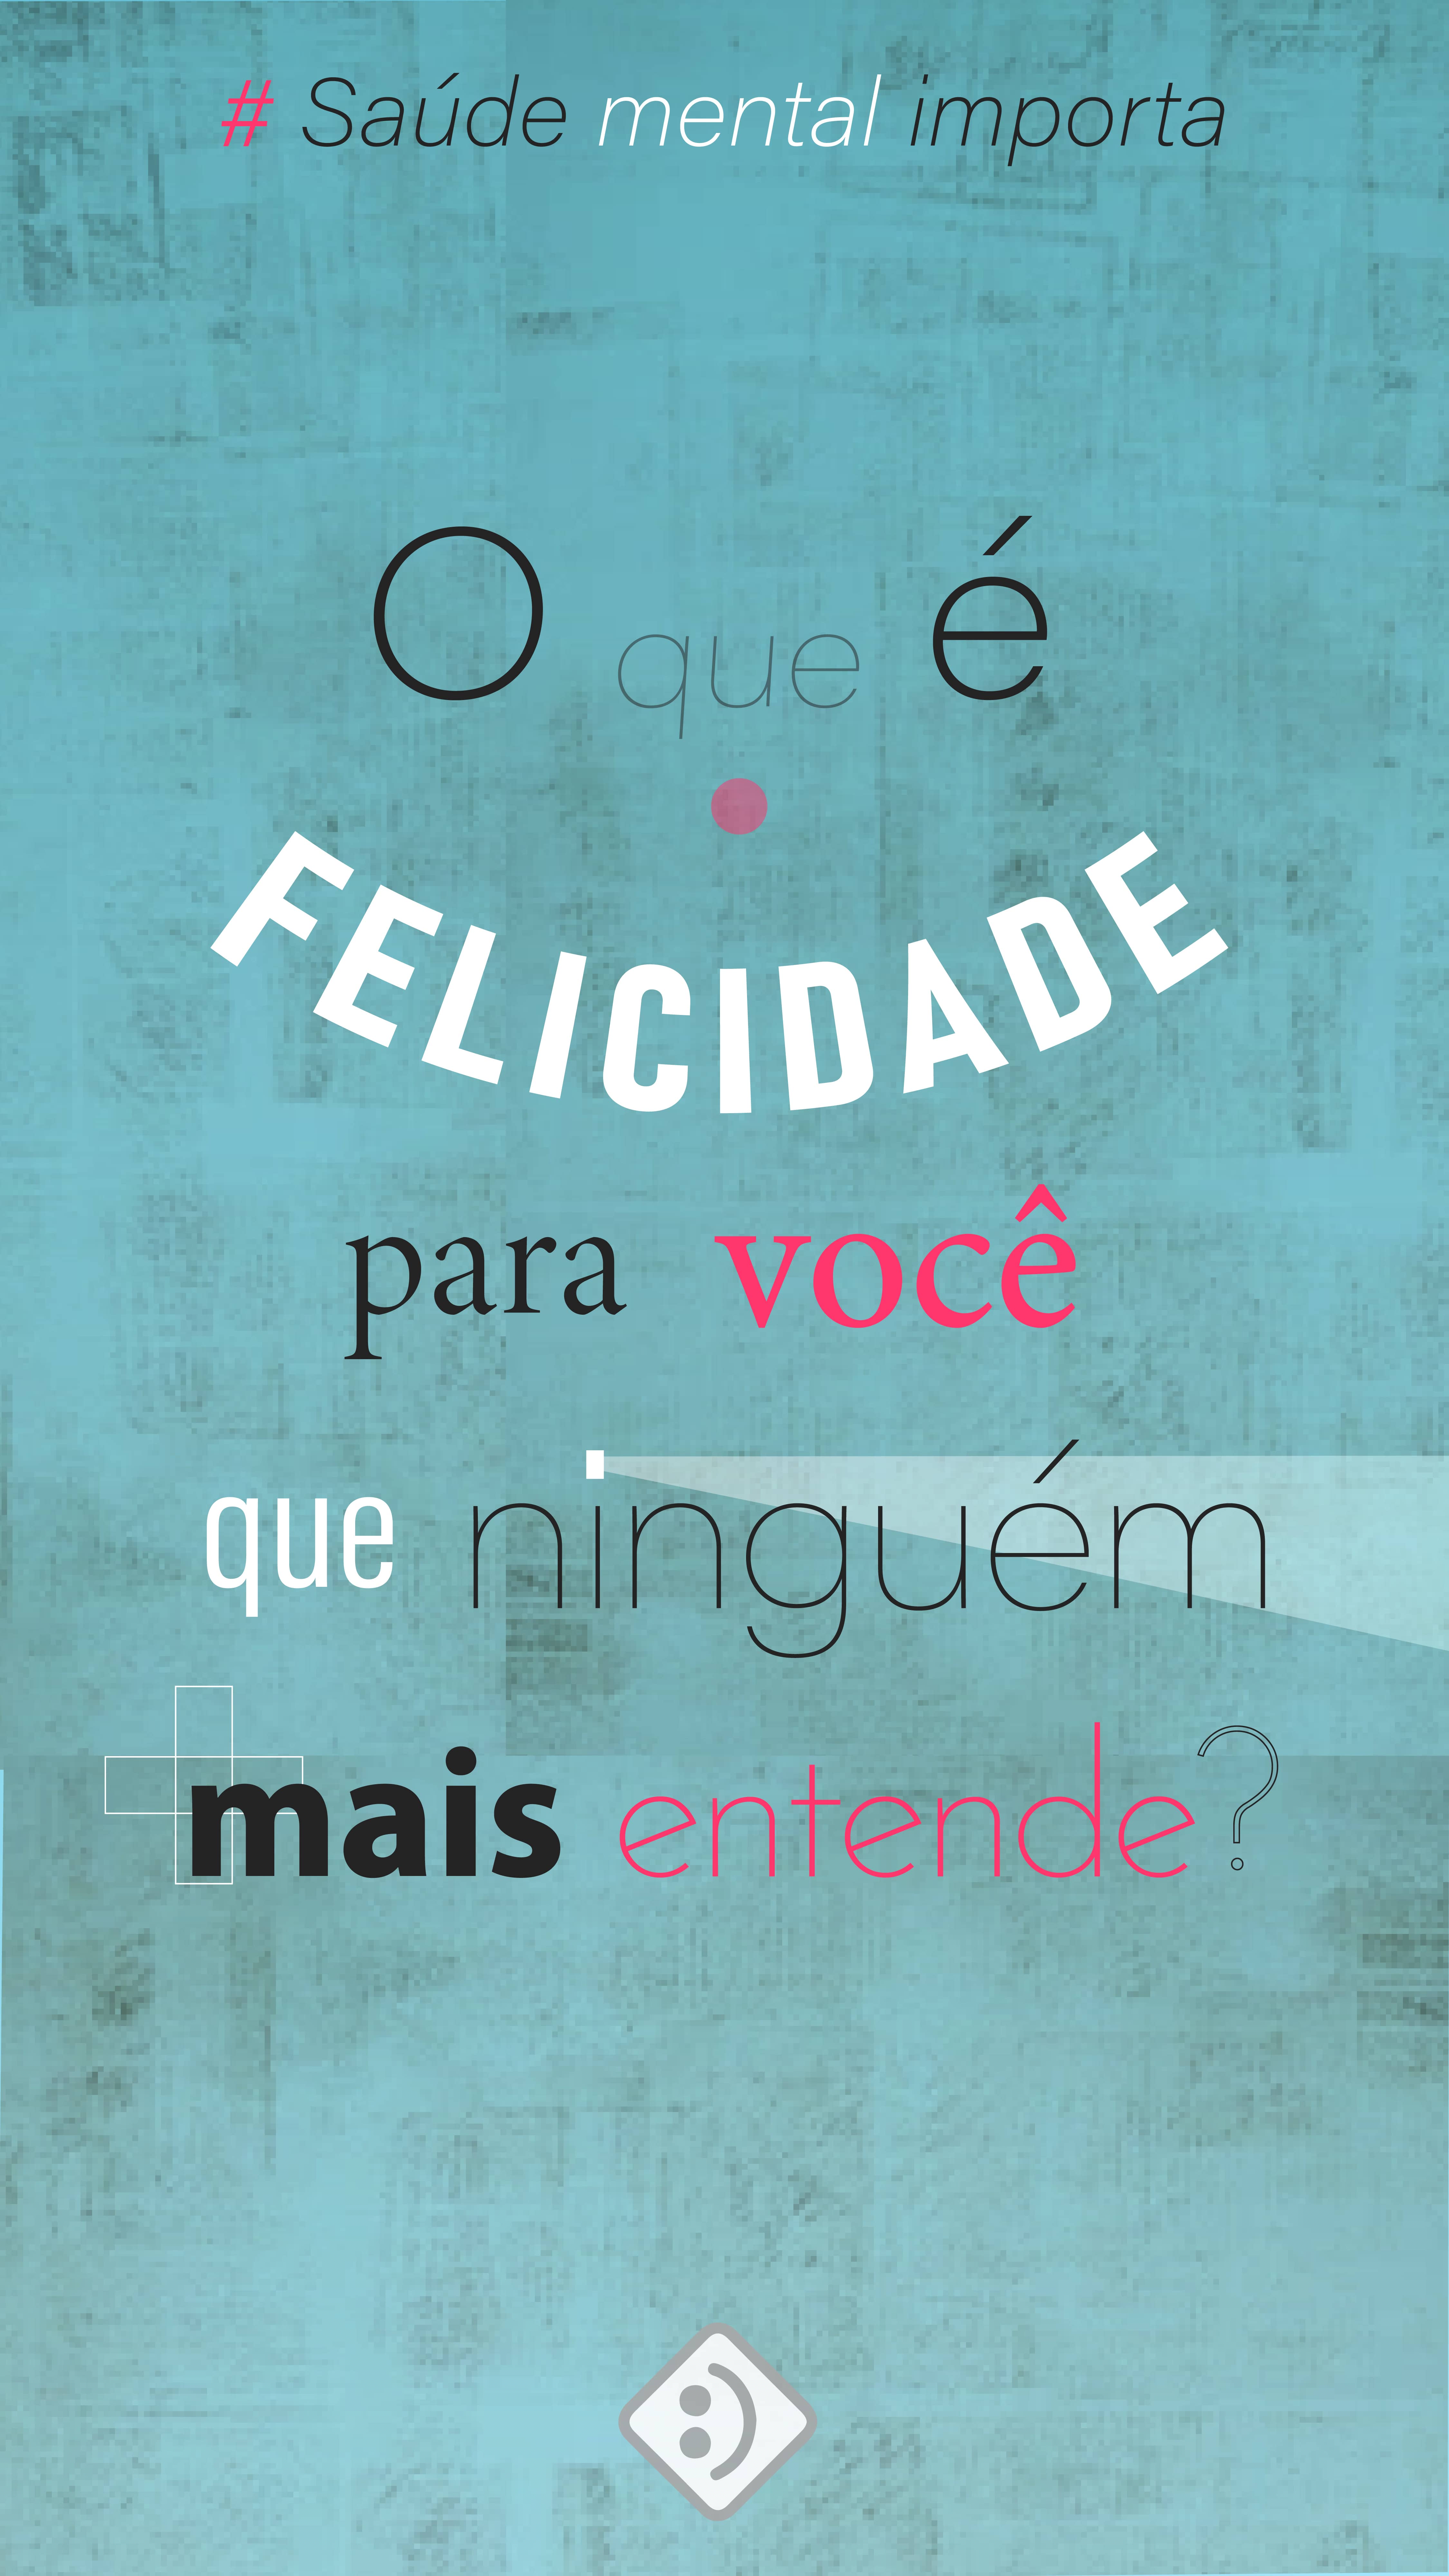 # Saúde mental importa
O que é
FELICIDADE
para você
que ninguém
mais entende?
:)